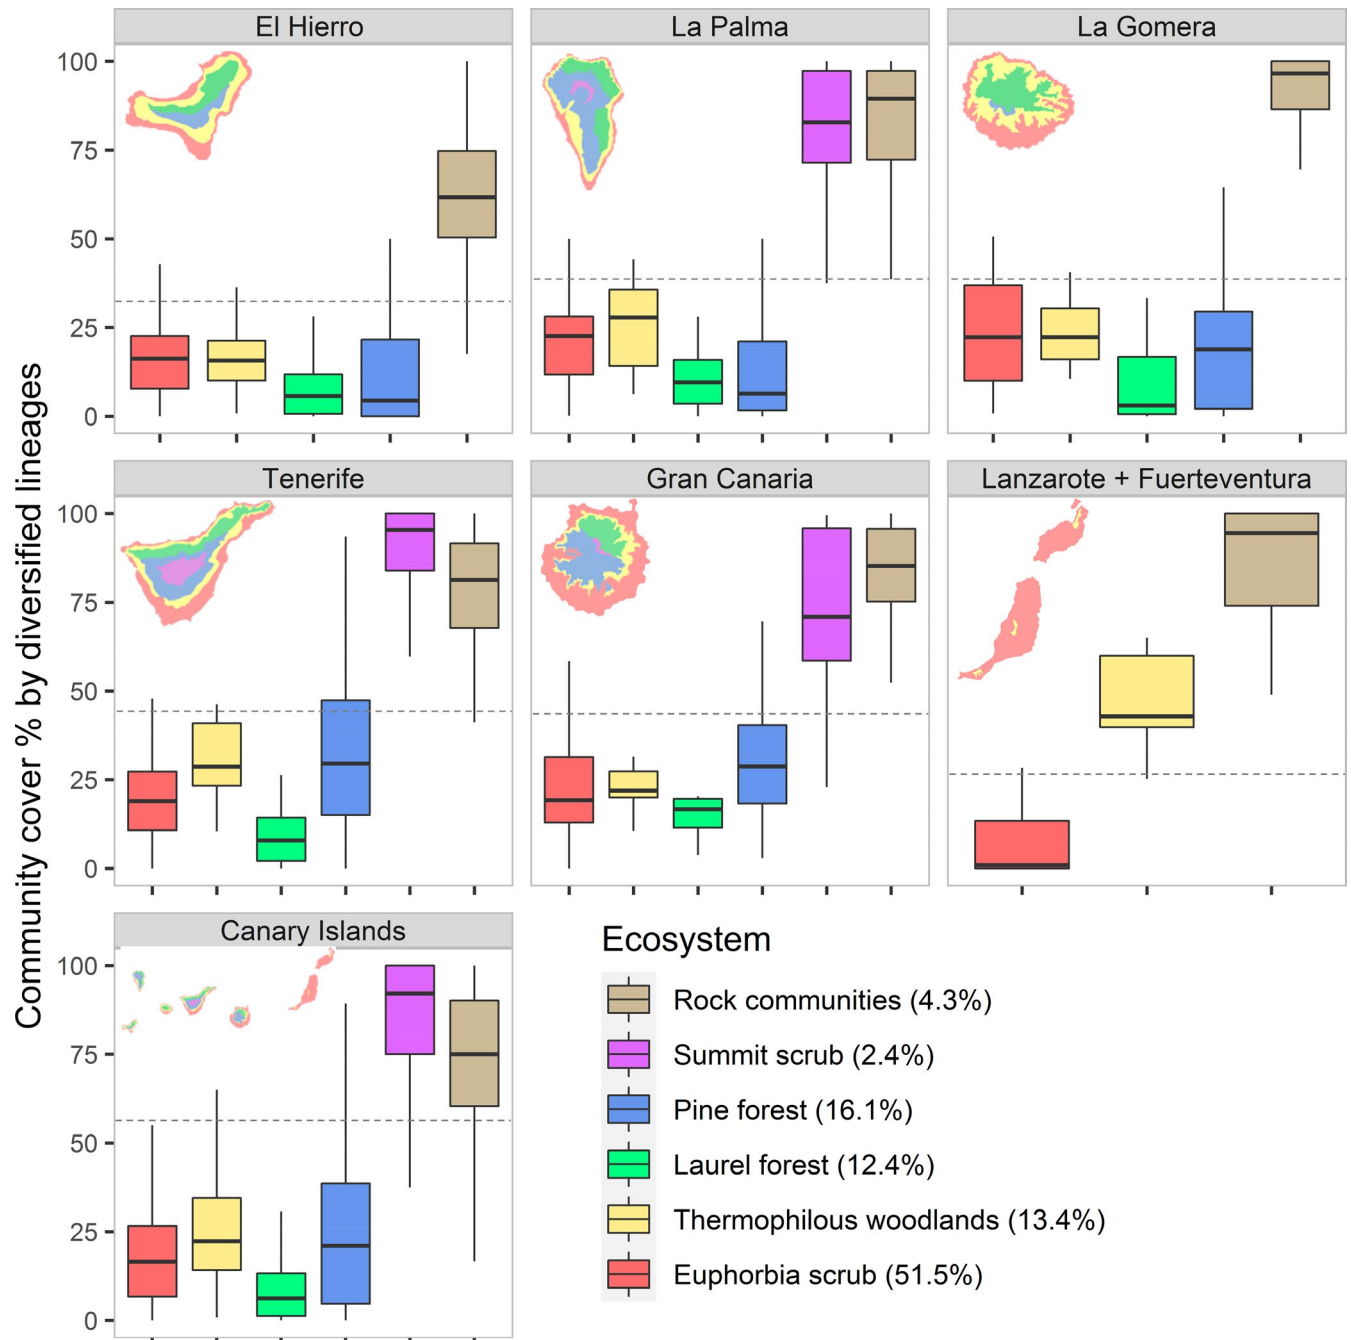 El Hierro
La Palma
La Gomera
100
75
50
25
0
Tenerife
Gran Canaria
Lanzarote + Fuerteventura
100
75
50
25
0
Canary Islands
100
75
50
25
0
Community cover % by diversified lineages
Ecosystem
Rock communities (4.3%)
Summit scrub (2.4%)
Pine forest (16.1%)
Laurel forest (12.4%)
Thermophilous woodlands (13.4%)
Euphorbia scrub (51.5%)